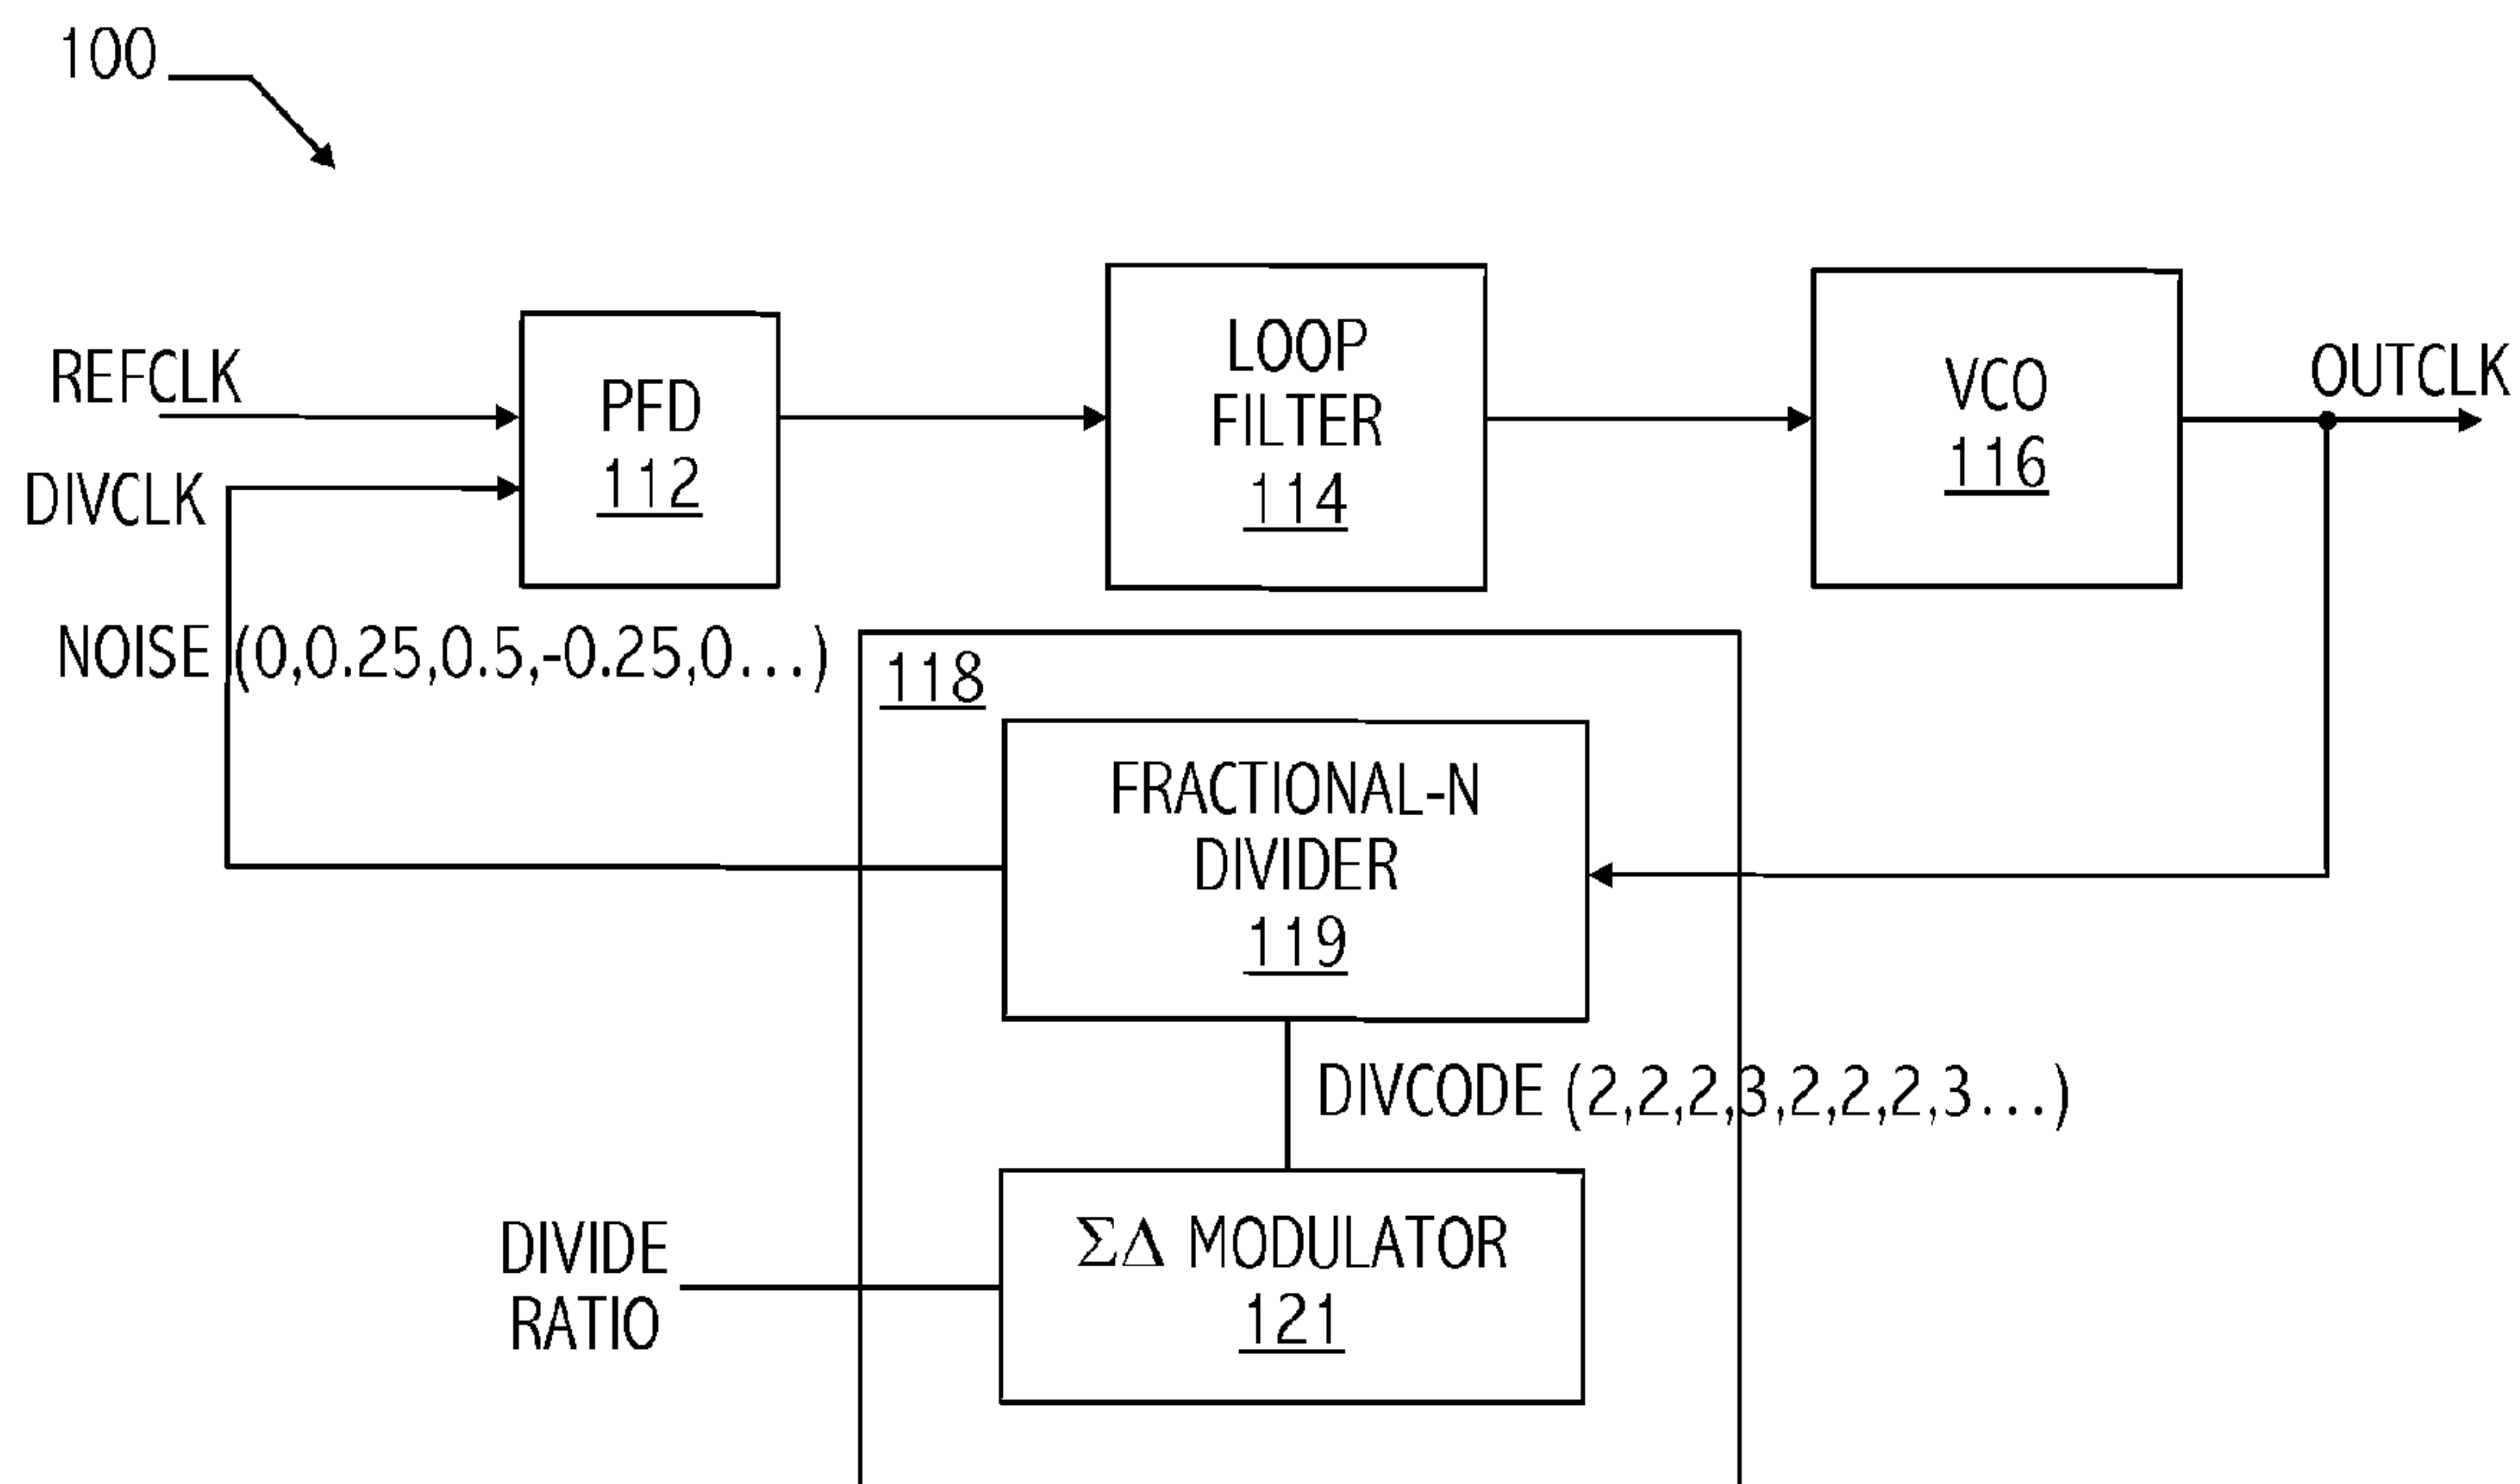 100
REFCLK
DIVCLK
PFD
112
LOOP
FILTER
114
VCO
116
OUTCLK
NOISE (0,0.25,0.5,-0.25,0...)
118
FRACTIONAL-N
DIVIDER
119
DIVCODE (2,2,2,3,2,2,2,3...)
DIVIDE
RATIO
ΣΔ MODULATOR
121